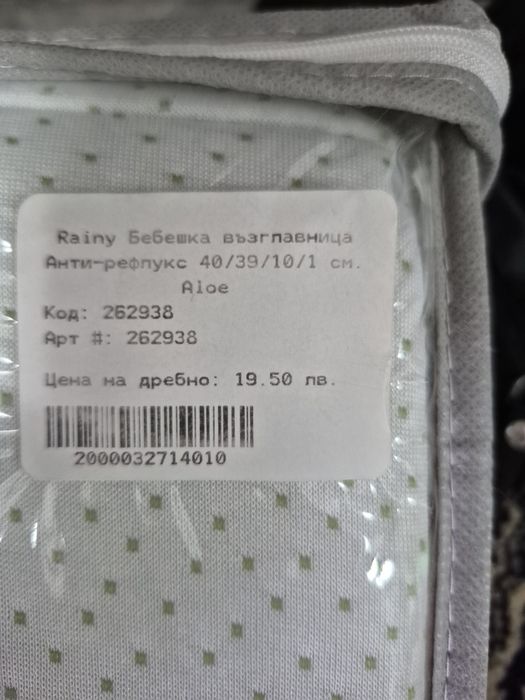 Rainy Бебешка възглавница
Анти-рефлукс 40/39/10/1 см.
Aloe
Код: 262938
Арт #: 262938
Цена на дребно: 19.50 лв.
2000032714010